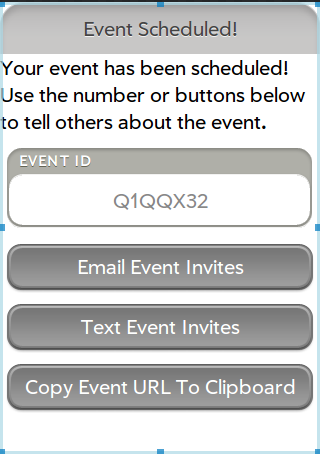 Event Scheduled!
Your event has been scheduled!
Use the number or buttons below
to tell others about the event.
EVENT ID
Q1QQX32
Email Event Invites
Text Event Invites
Copy Event URL To Clipboard